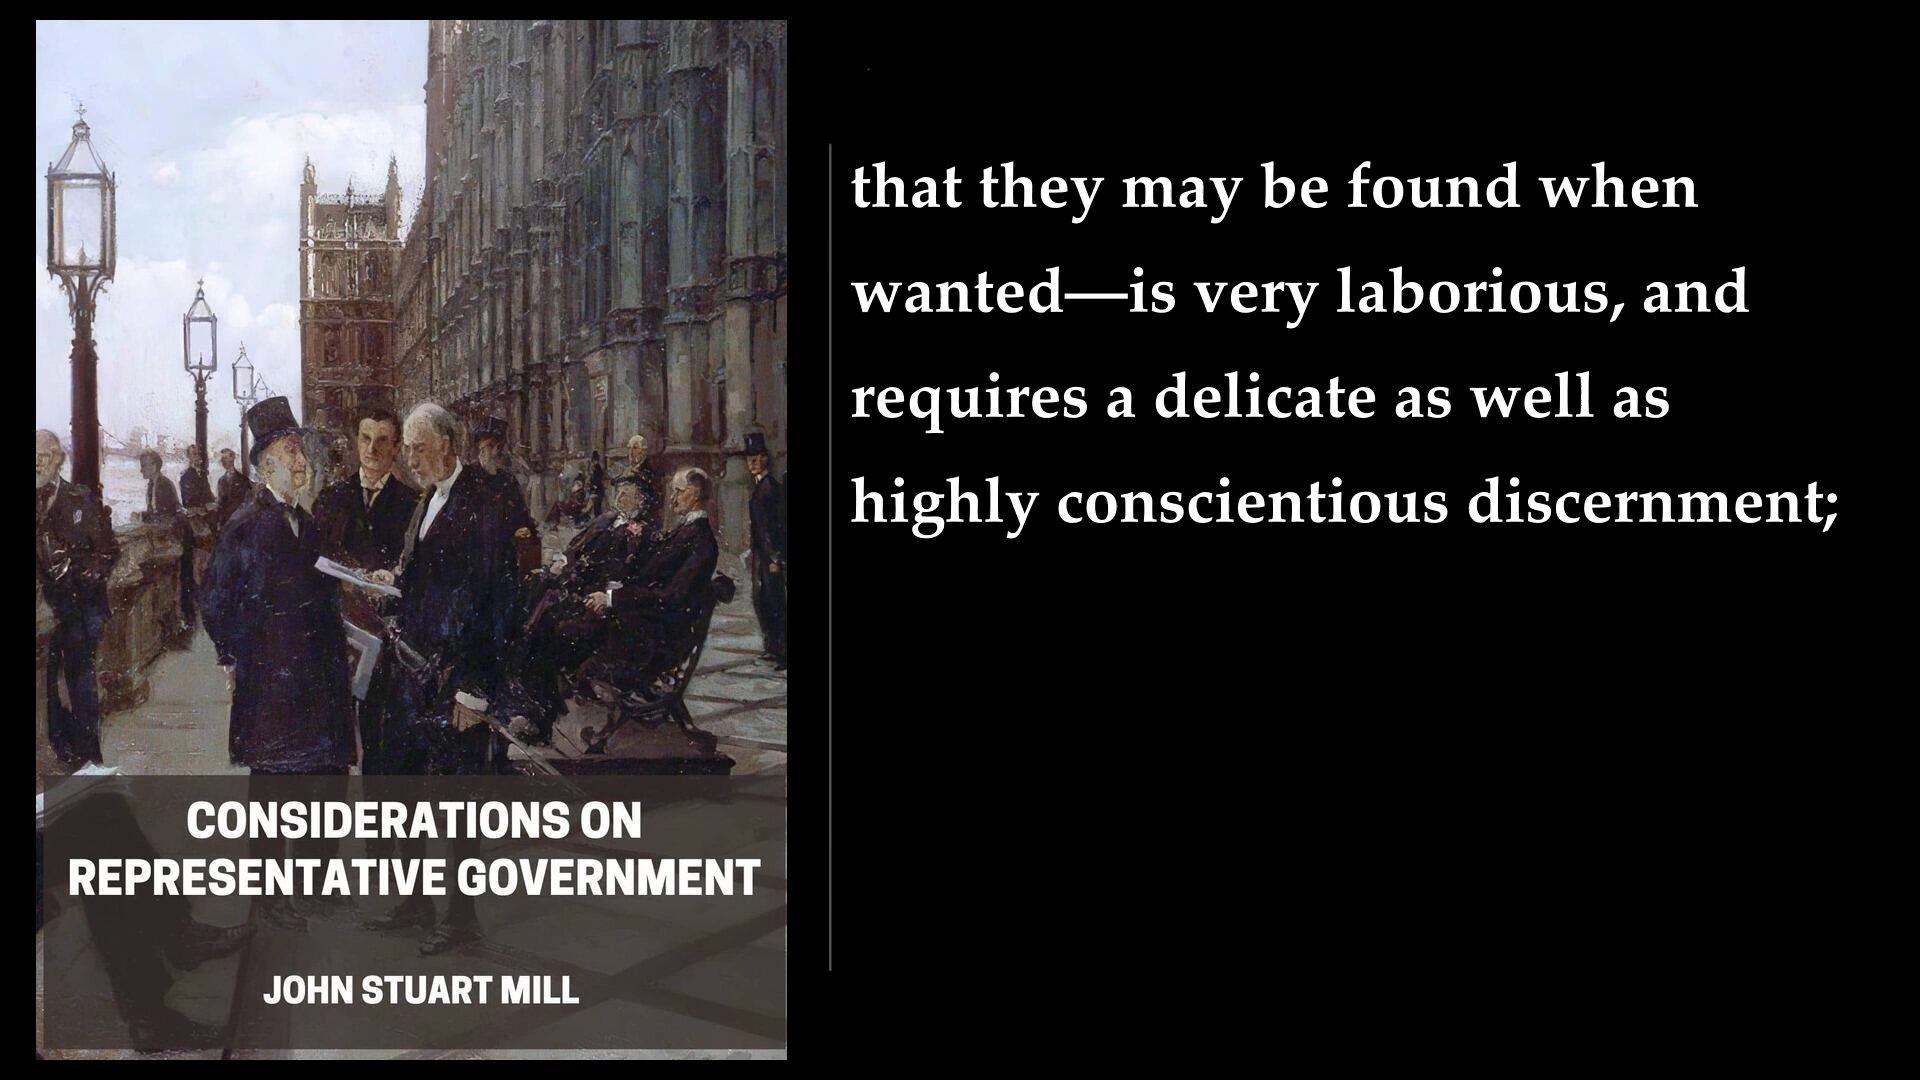 CONSIDERATIONS ON
REPRESENTATIVE GOVERNMENT
JOHN STUART MILL
that they may be found when
wanted—is very laborious, and
requires a delicate as well as
highly conscientious discernment;